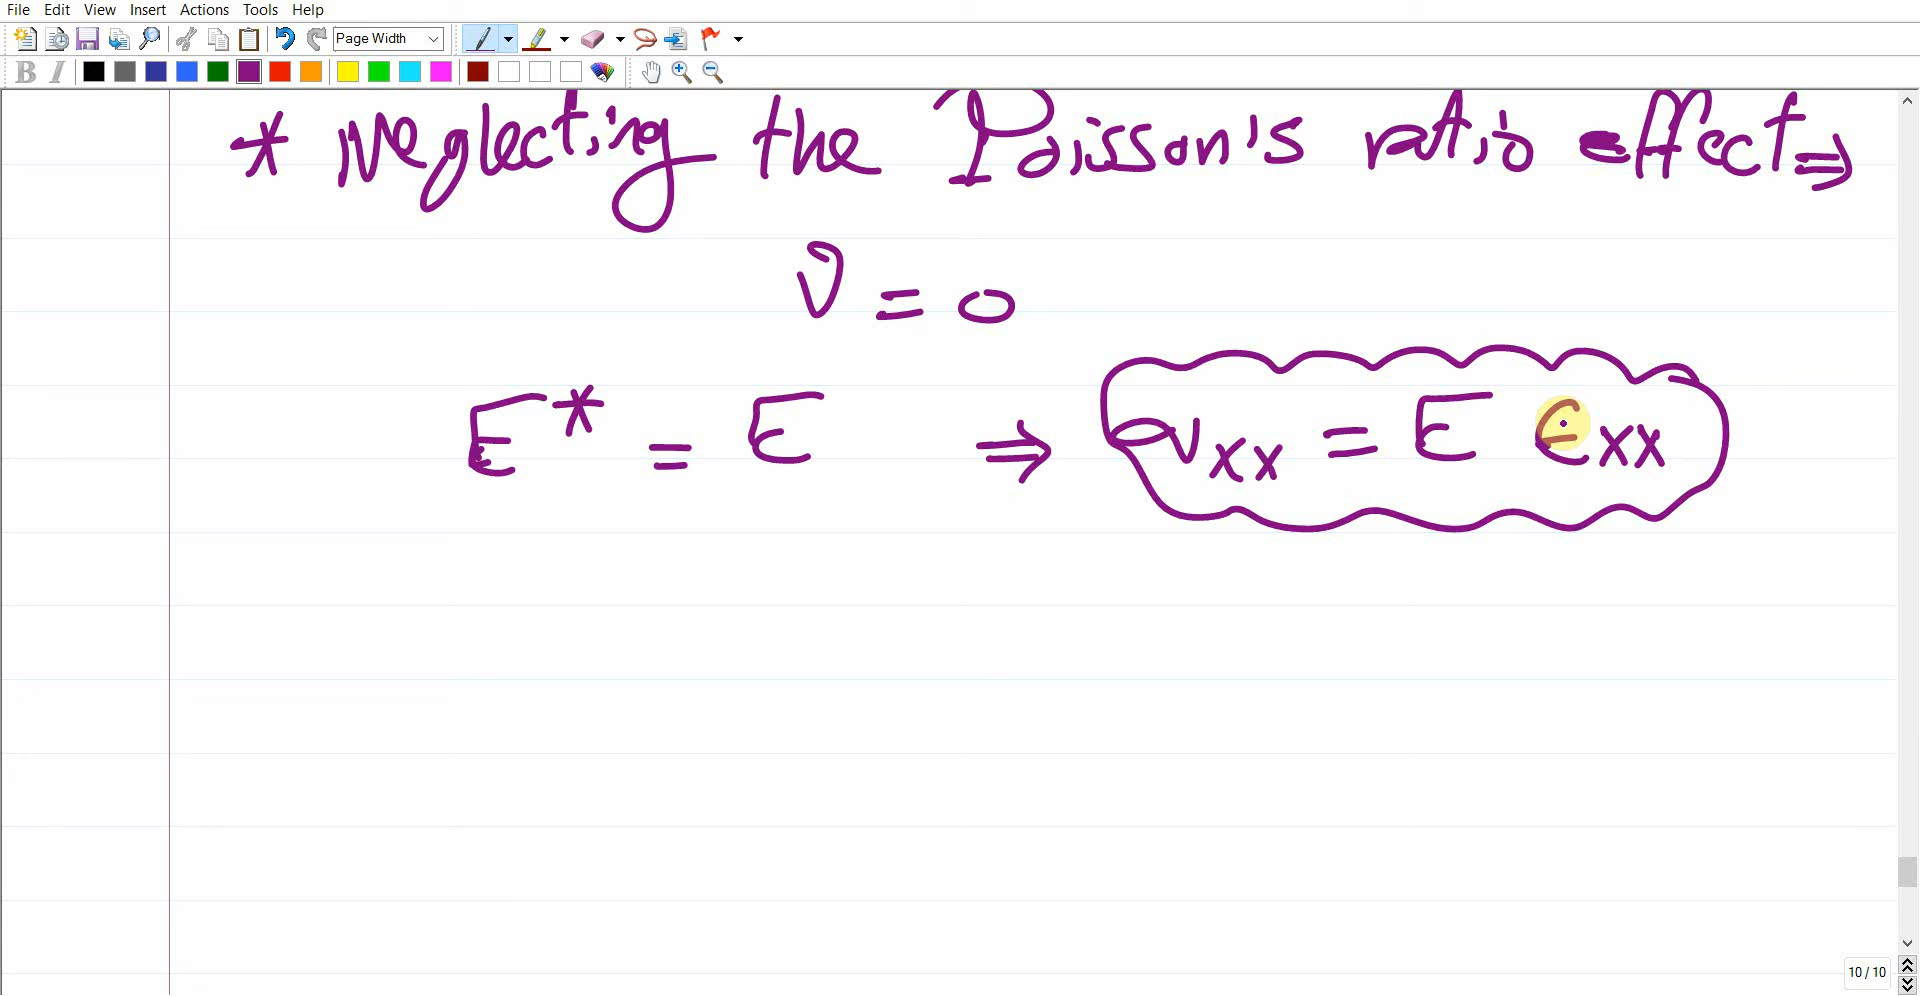 File Edit View Insert Actions Tools Help
Page Width
B I
* Neglecting the Poisson's ratio effect ⇒
ν = 0
E* = E ⇒ σxx = E ϵxx
10 / 10